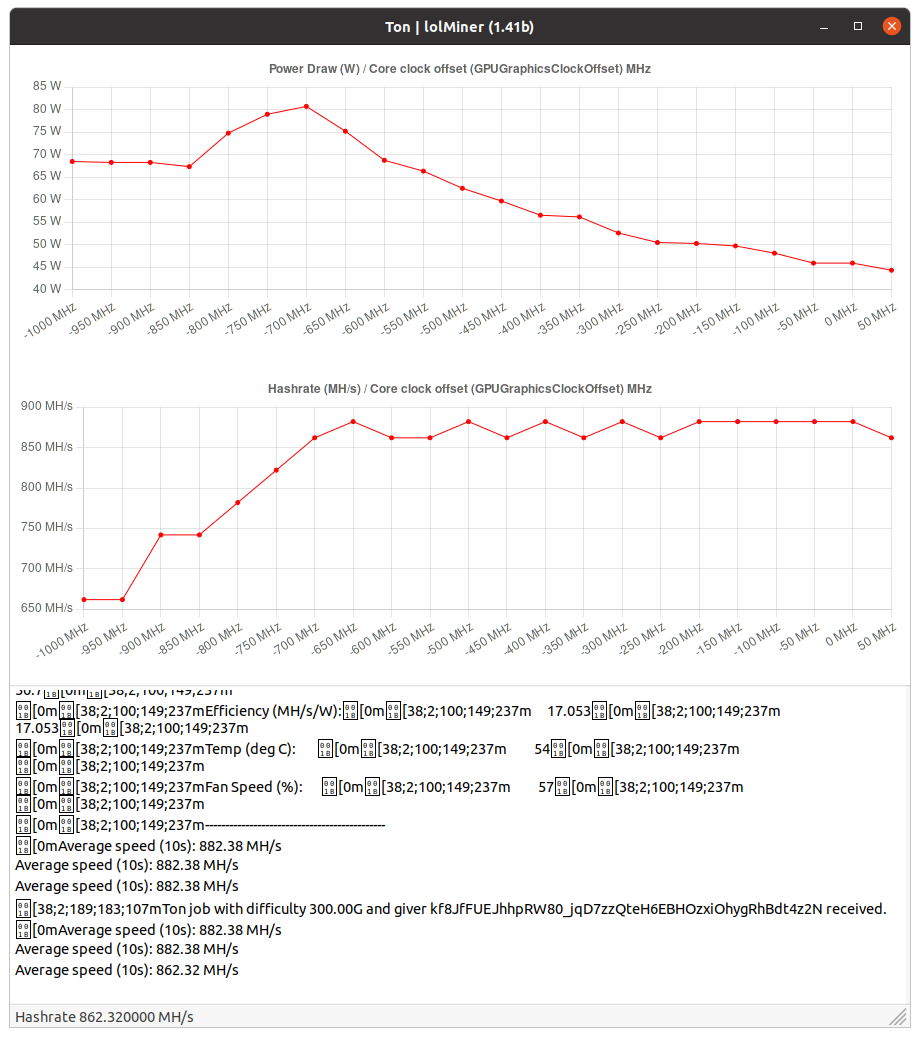 Ton | lolMiner (1.41b)
Power Draw (W) / Core clock offset (GPUGraphicsClockOffset) MHz
85 W
80 W
75 W
70 W
65 W
60 W
55 W
50 W
45 W
40 W
-1000 MHz
-950 MHz
-900 MHz
-850 MHz
-800 MHz
-750 MHz
-700 MHz
-650 MHz
-600 MHz
-550 MHz
-500 MHz
-450 MHz
-400 MHz
-350 MHz
-300 MHz
-250 MHz
-200 MHz
-150 MHz
-100 MHz
-50 MHz
0 MHz
50 MHz
Hashrate (MH/s) / Core clock offset (GPUGraphicsClockOffset) MHz
900 MH/s
850 MH/s
800 MH/s
750 MH/s
700 MH/s
650 MH/s
-1000 MHz
-950 MHz
-900 MHz
-850 MHz
-800 MHz
-750 MHz
-700 MHz
-650 MHz
-600 MHz
-550 MHz
-500 MHz
-450 MHz
-400 MHz
-350 MHz
-300 MHz
-250 MHz
-200 MHz
-150 MHz
-100 MHz
-50 MHz
0 MHz
50 MHz
[0m [38;2;100;149;237m
[0m [38;2;100;149;237mEfficiency (MH/s/W): [0m [38;2;100;149;237m 17.053 [0m [38;2;100;149;237m
17.053 [0m [38;2;100;149;237m
[0m [38;2;100;149;237mTemp (deg C): [0m [38;2;100;149;237m 54 [0m [38;2;100;149;237m
[0m [38;2;100;149;237m
[0m [38;2;100;149;237mFan Speed (%): [0m [38;2;100;149;237m 57 [0m [38;2;100;149;237m
[0m [38;2;100;149;237m
[0m [38;2;100;149;237m---------------------------------------------
[0mAverage speed (10s): 882.38 MH/s
Average speed (10s): 882.38 MH/s
Average speed (10s): 882.38 MH/s
[38;2;189;183;107mTon job with difficulty 300.00G and giver kf8JfFUEJhhpRW80_jqD7zzQteH6EBHOzxiOhygRhBdt4z2N received.
[0mAverage speed (10s): 882.38 MH/s
Average speed (10s): 882.38 MH/s
Average speed (10s): 862.32 MH/s
Hashrate 862.320000 MH/s